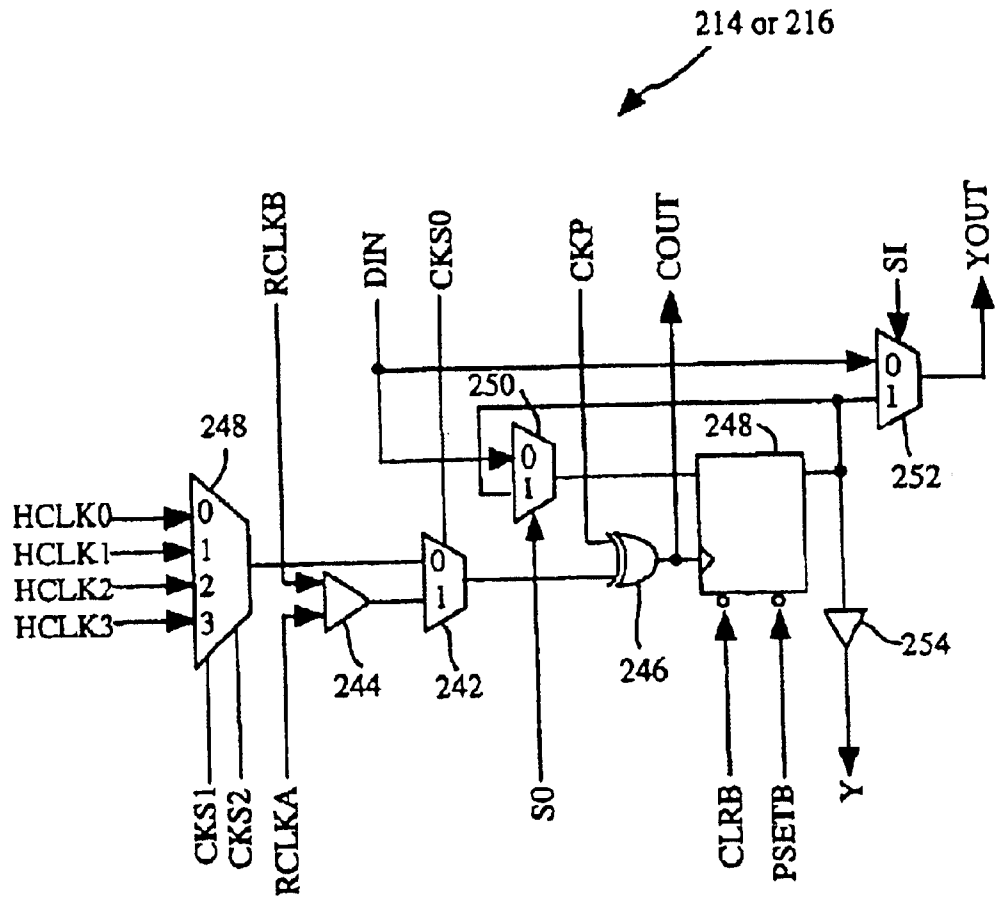 214 or 216
RCLKB
DIN
CKS0
CKP
COUT
SI
YOUT
0
1
250
248
248
252
0
1
HCLK0
HCLK1
HCLK2
HCLK3
0
1
2
3
0
1
244
242
246
254
CKS1
CKS2
RCLKA
S0
CLRB
PSETB
Y